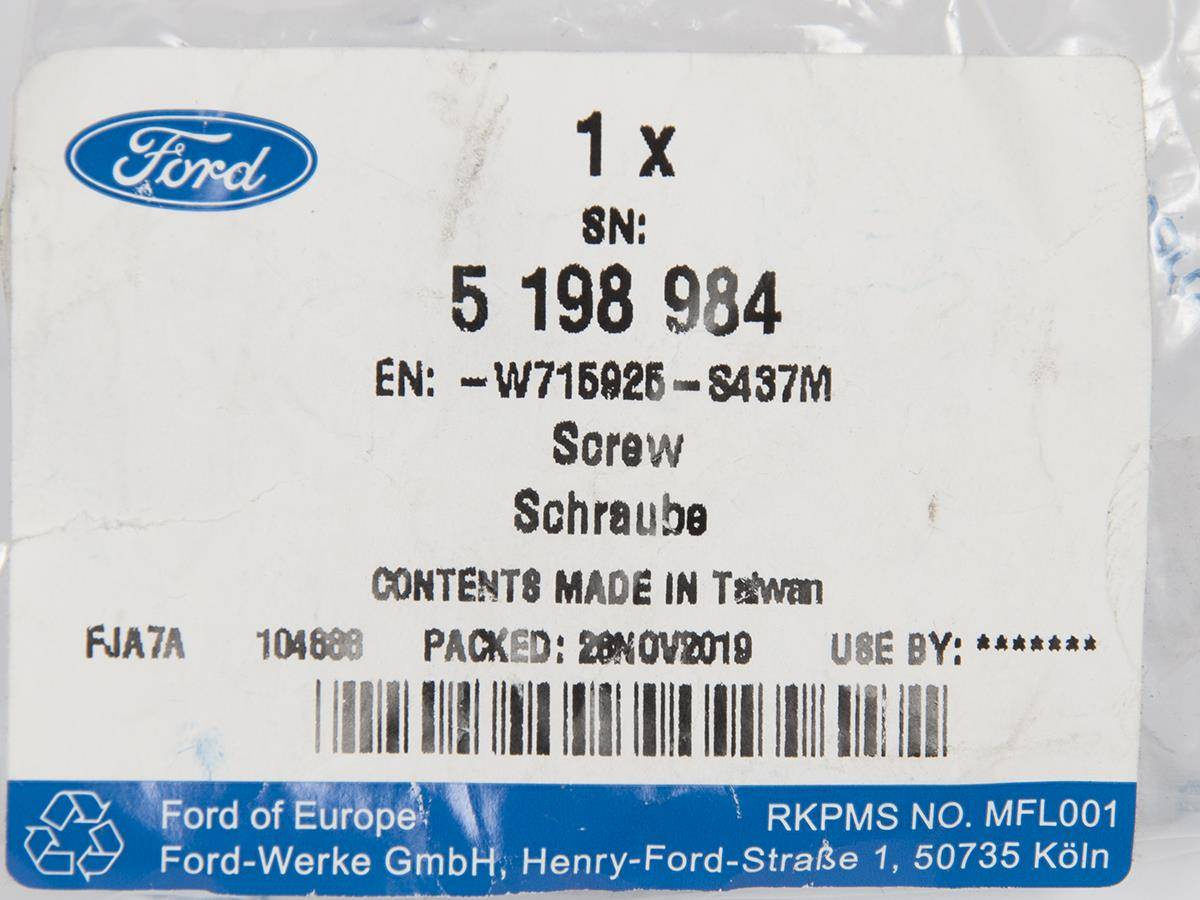 Ford
1 x
SN:
5 198 984
EN: -W715925-S437M
Screw
Schraube
CONTENTS MADE IN Taiwan
FJA7A PACKED: 26NOV2019 USE BY: *******
Ford of Europe
RKPMS NO. MFL001
Ford-Werke GmbH, Henry-Ford-Straße 1, 50735 Köln